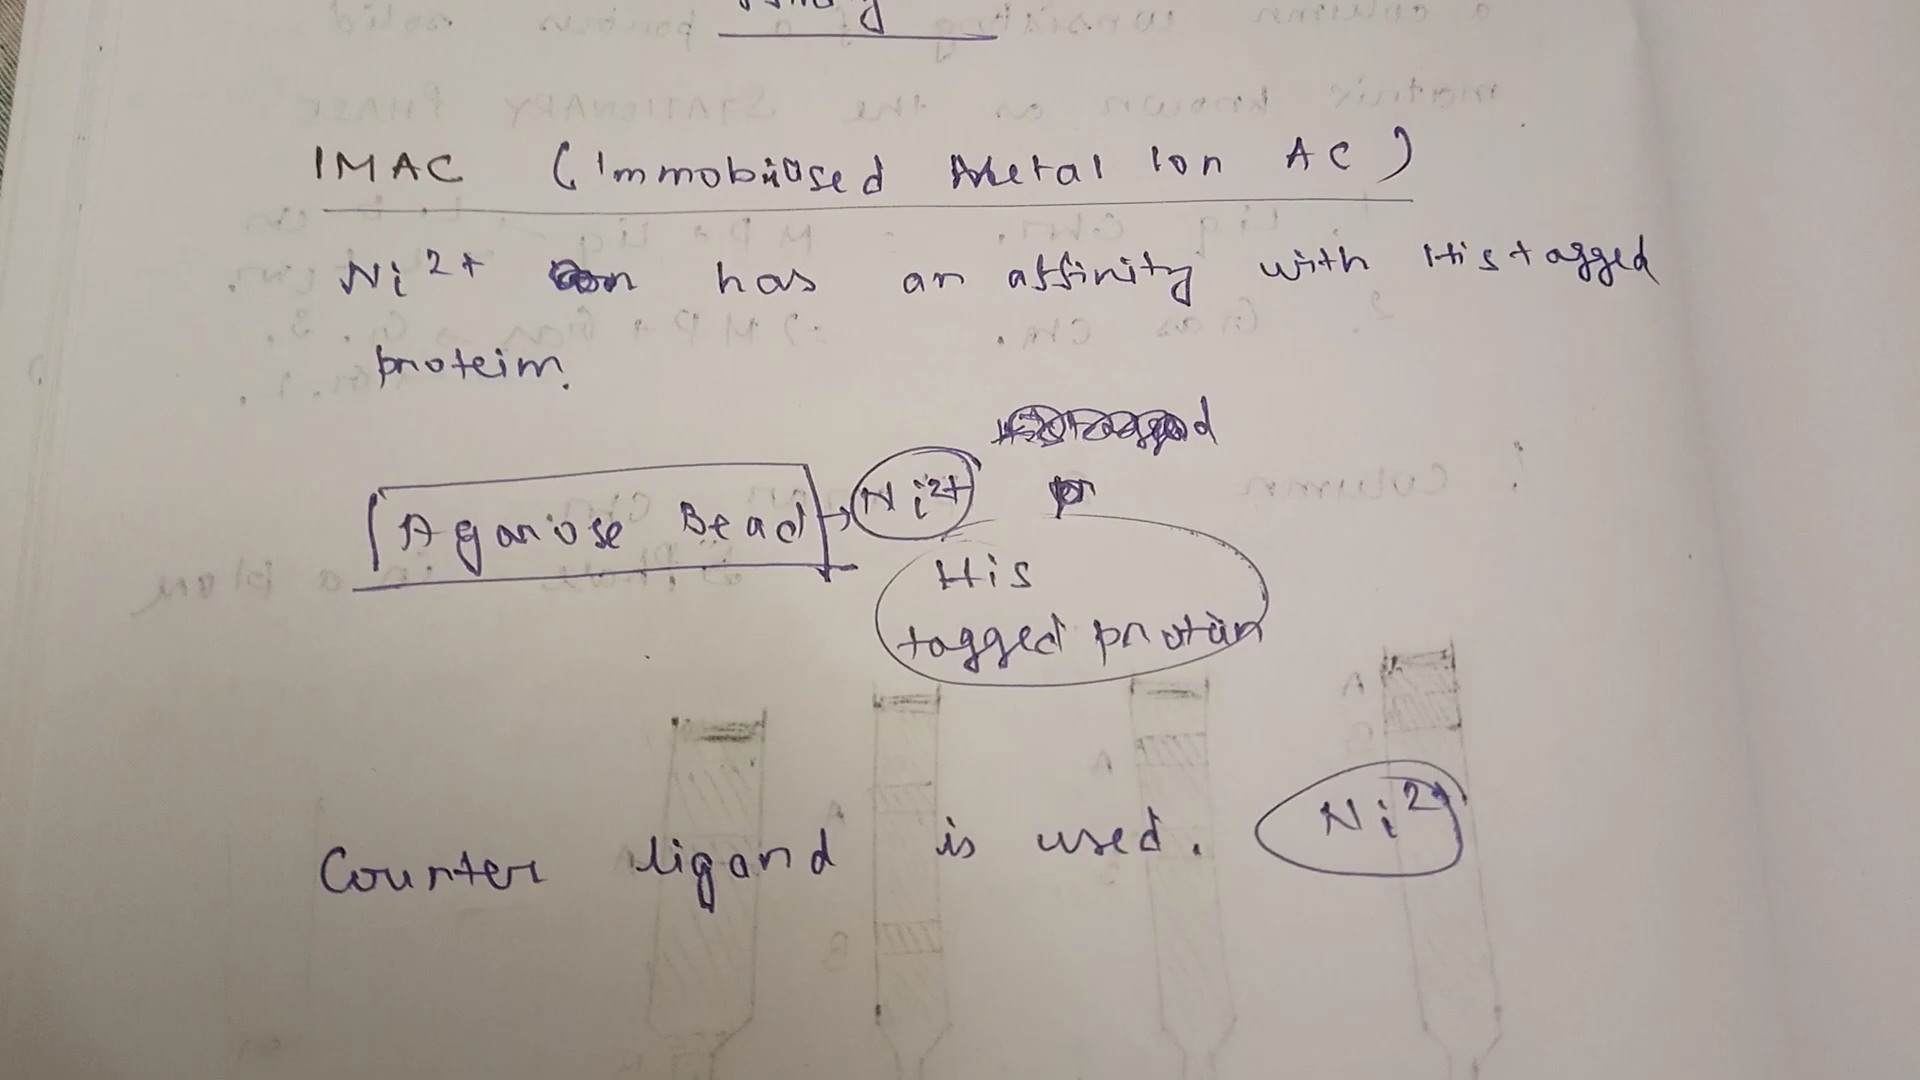 IMAC (Immobilised Metal Ion AC)
Ni2+ has an affinity with His tagged
protein.
Agarose Bead → Ni2+
His
tagged protein
Counter ligand is used. Ni2+